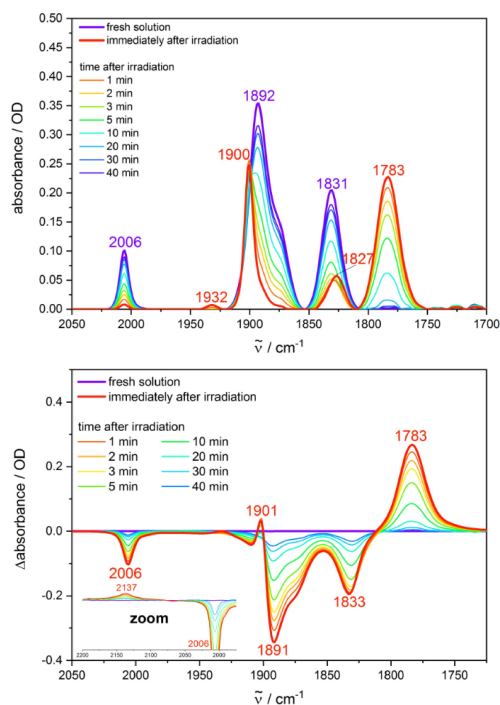 0.50
0.45
0.40
0.35
0.30
0.25
0.20
0.15
0.10
0.05
0.00
absorbance / OD
fresh solution
immediately after irradiation
time after irradiation
1 min
2 min
3 min
5 min
10 min
20 min
30 min
40 min
2006
1932
1900
1892
1831
1827
1783
2050 2000 1950 1900 1850 1800 1750 1700
ṽ / cm⁻¹
0.4
0.2
0.0
-0.2
-0.4
Δabsorbance / OD
fresh solution
immediately after irradiation
time after irradiation
1 min 10 min
2 min 20 min
3 min 30 min
5 min 40 min
1783
1901
2006
1891
1833
2137
zoom
2006
2200 2150 2100 2050 2000
2050 2000 1950 1900 1850 1800 1750
ṽ / cm⁻¹